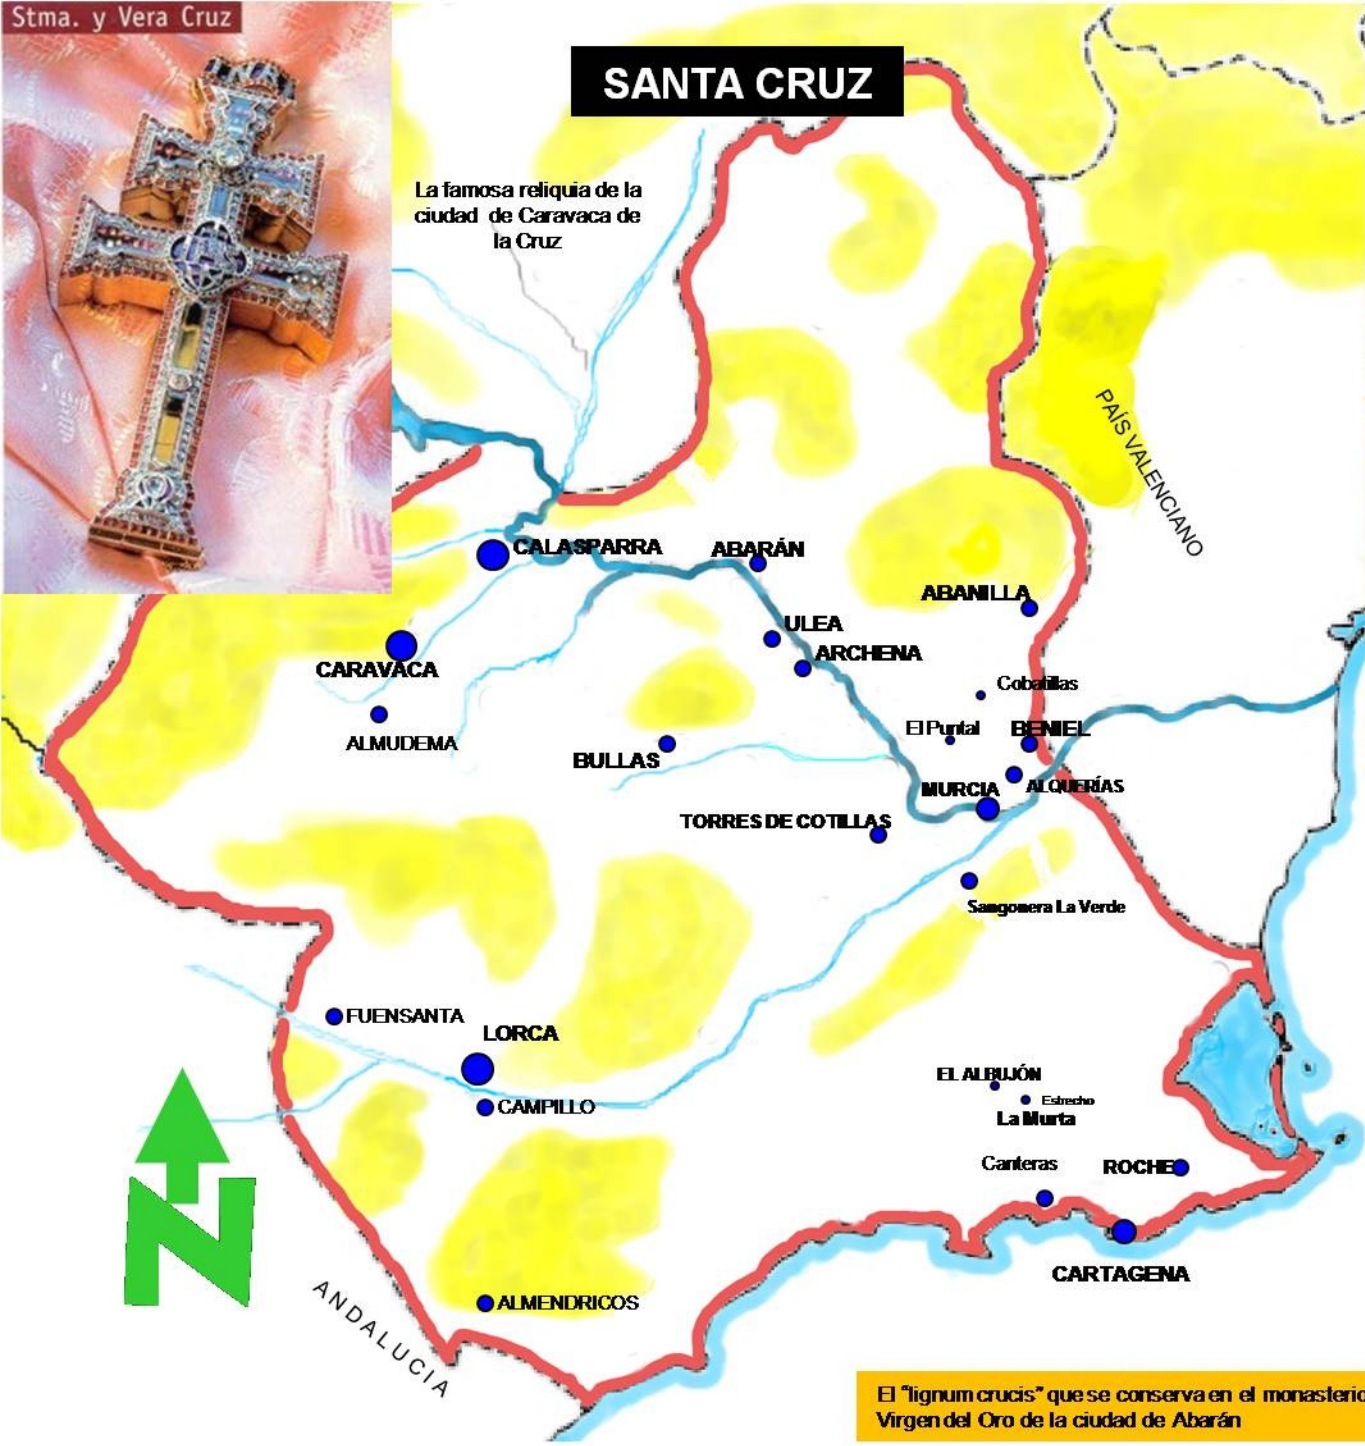 Stma. y Vera Cruz
SANTA CRUZ
La famosa reliquia de la
ciudad de Caravaca de
la Cruz
PAÍS VALENCIANO
CALASPARRA
ABARÁN
ABANILLA
ULEA
ARCHENA
CARAVACA
Cobatillas
ALMUDEMA
El Puntal
BENIEL
BULLAS
MURCIA
ALQUERÍAS
TORRES DE COTILLAS
Sangonera La Verde
FUENSANTA
LORCA
EL ALBUJÓN
Estrecho
CAMPILLO
La Murta
Canteras
ROCHE
N
CARTAGENA
ALMENDRICOS
ANDALUCIA
El "lignum crucis" que se conserva en el monasterio
Virgen del Oro de la ciudad de Abarán